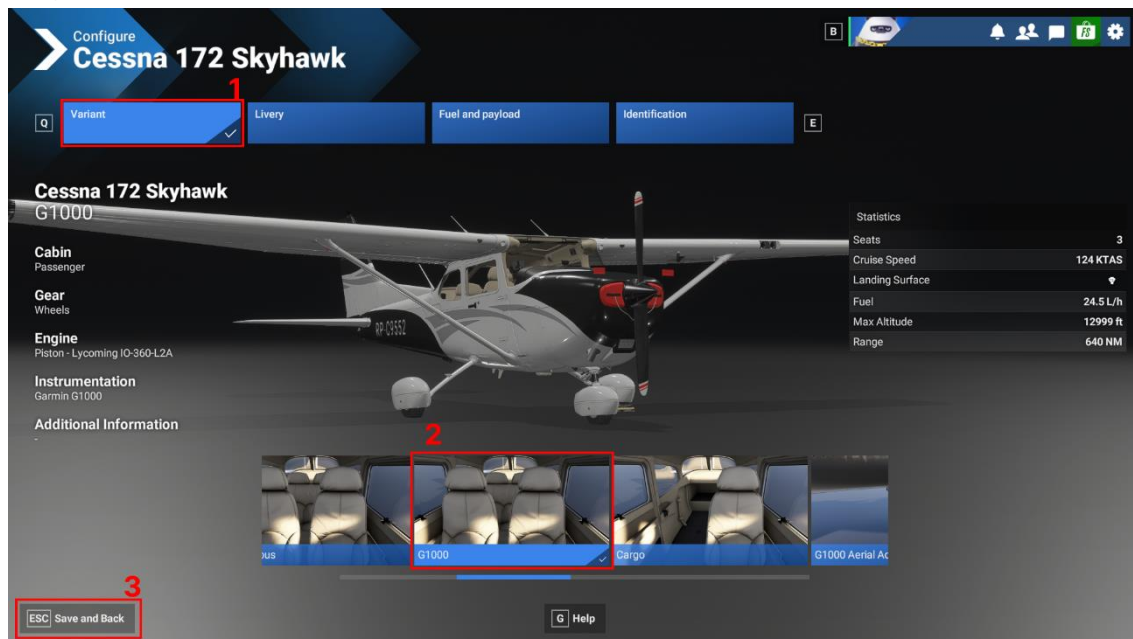 Configure
Cessna 172 Skyhawk
B
FS
1
Q
Variant
Livery
Fuel and payload
Identification
E
Cessna 172 Skyhawk
G1000
Cabin
Passenger
Gear
Wheels
Engine
Piston - Lycoming IO-360-L2A
Instrumentation
Garmin G1000
Additional Information
-
RP-C9552
Statistics
Seats 3
Cruise Speed 124 KTAS
Landing Surface
Fuel 24.5 L/h
Max Altitude 12999 ft
Range 640 NM
2
G1000
Cargo
G1000 Aerial
3
ESC Save and Back
G Help